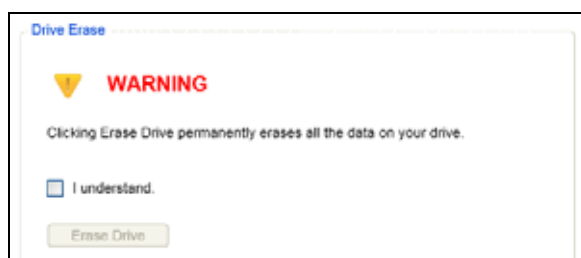 Drive Erase
WARNING
Clicking Erase Drive permanently erases all the data on your drive.
I understand.
Erase Drive